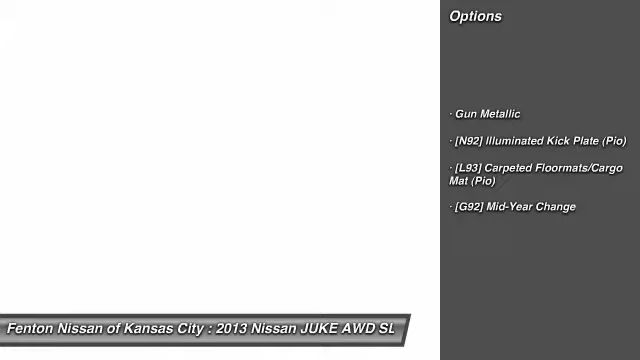 Options
· Gun Metallic
· [N92] Illuminated Kick Plate (Pio)
· [L93] Carpeted Floormats/Cargo
Mat (Pio)
· [G92] Mid-Year Change
Fenton Nissan of Kansas City : 2013 Nissan JUKE AWD SL